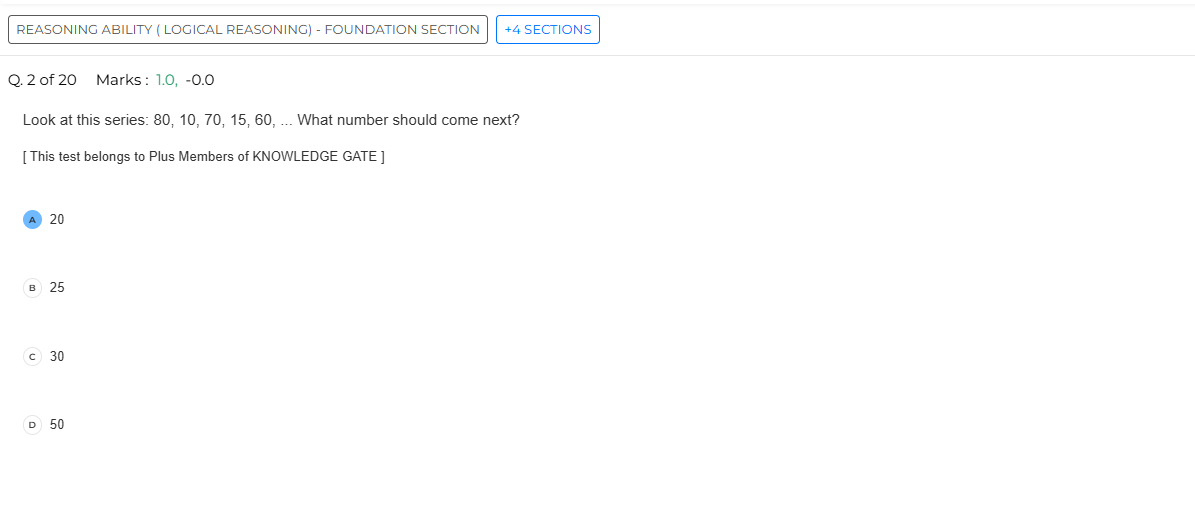 REASONING ABILITY ( LOGICAL REASONING) - FOUNDATION SECTION +4 SECTIONS
Q. 2 of 20 Marks : 1.0, -0.0
Look at this series: 80, 10, 70, 15, 60, ... What number should come next?
[ This test belongs to Plus Members of KNOWLEDGE GATE ]
A 20
B 25
C 30
D 50